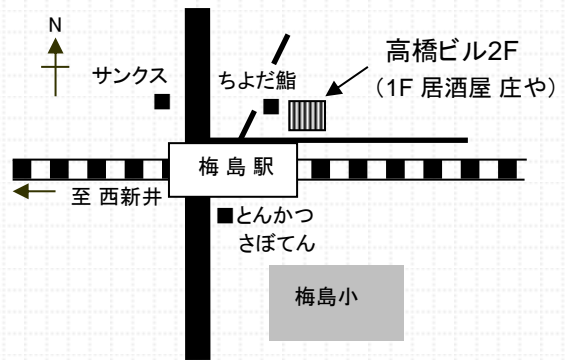 N
サンクス
ちよだ鮨
高橋ビル2F
（1F 居酒屋 庄や）
梅島駅
至 西新井
とんかつ
さぼてん
梅島小